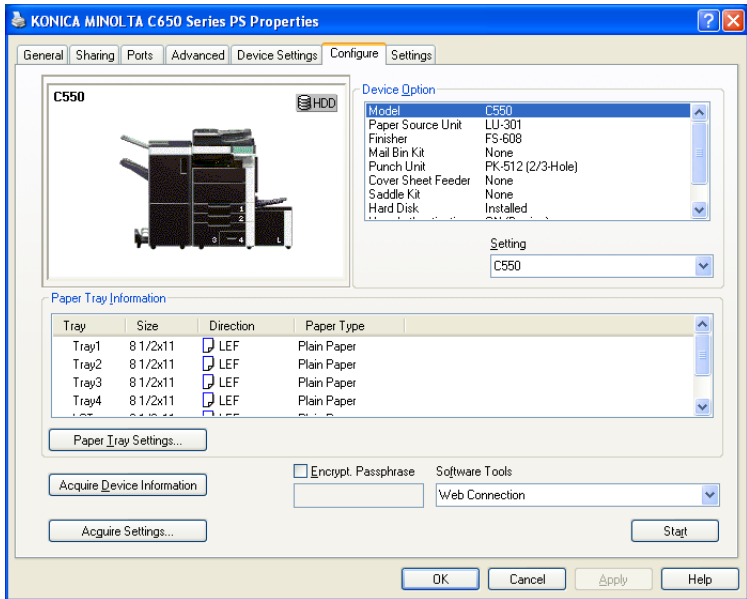 KONICA MINOLTA C650 Series PS Properties
General Sharing Ports Advanced Device Settings Configure Settings
C550
HDD
1
2
3 4 L
Device Option
Model C550
Paper Source Unit LU-301
Finisher FS-608
Mail Bin Kit None
Punch Unit PK-512 (2/3-Hole)
Cover Sheet Feeder None
Saddle Kit None
Hard Disk Installed
Setting
C550
Paper Tray Information
Tray Size Direction Paper Type
Tray1 8 1/2x11 LEF Plain Paper
Tray2 8 1/2x11 LEF Plain Paper
Tray3 8 1/2x11 LEF Plain Paper
Tray4 8 1/2x11 LEF Plain Paper
Paper Tray Settings...
Acquire Device Information
Encrypt. Passphrase
Software Tools
Web Connection
Acquire Settings...
Start
OK Cancel Apply Help